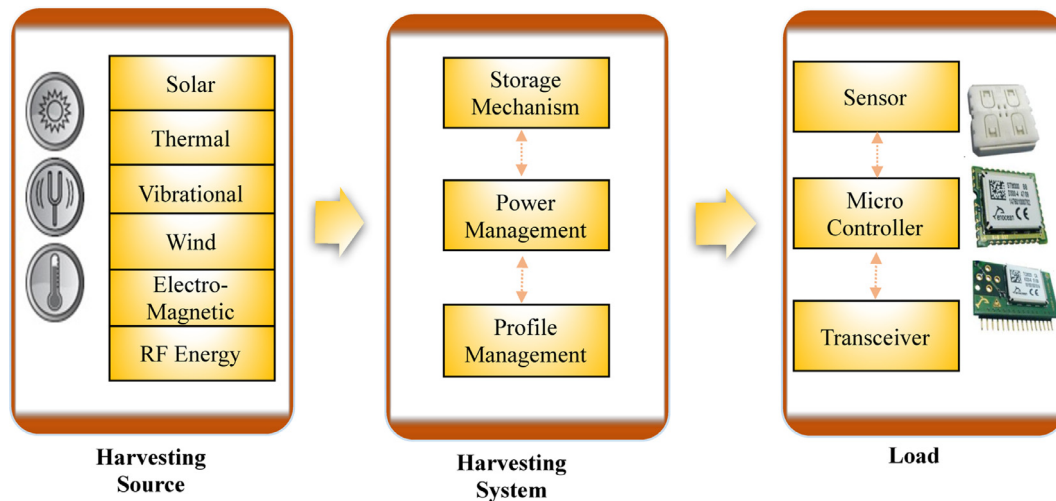 Solar
Thermal
Vibrational
Wind
Electro-
Magnetic
RF Energy
Harvesting
Source
Storage
Mechanism
Power
Management
Profile
Management
Harvesting
System
Sensor
Micro
Controller
Transceiver
Load